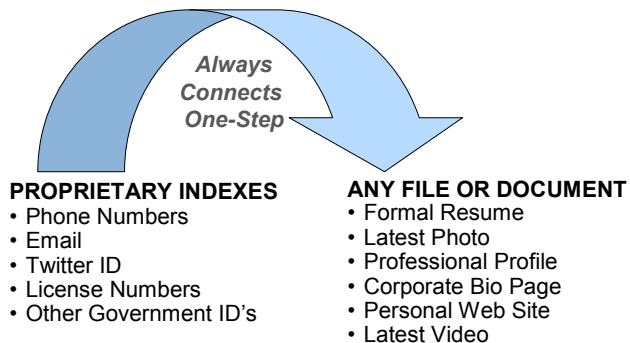 Always
Connects
One-Step
PROPRIETARY INDEXES
• Phone Numbers
• Email
• Twitter ID
• License Numbers
• Other Government ID's
ANY FILE OR DOCUMENT
• Formal Resume
• Latest Photo
• Professional Profile
• Corporate Bio Page
• Personal Web Site
• Latest Video